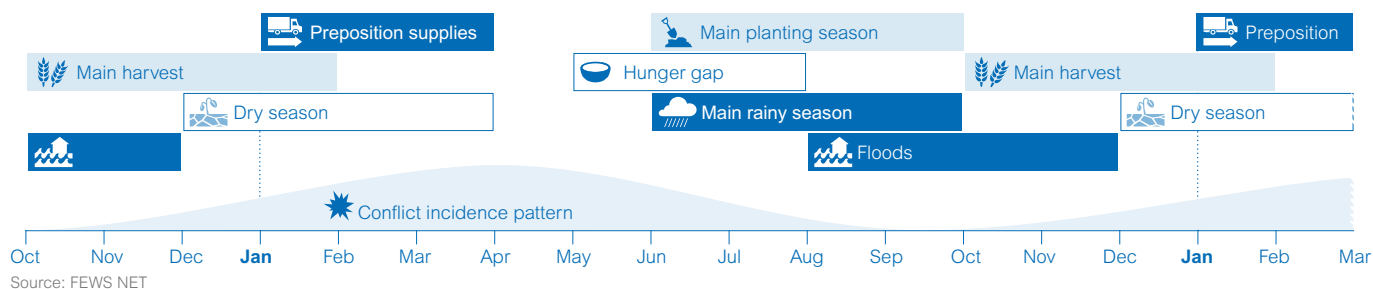 Preposition supplies
Main planting season
Preposition
Main harvest
Hunger gap
Main harvest
Dry season
Main rainy season
Dry season
Floods
Conflict incidence pattern
Oct Nov Dec Jan Feb Mar Apr May Jun Jul Aug Sep Oct Nov Dec Jan Feb Mar
Source: FEWS NET